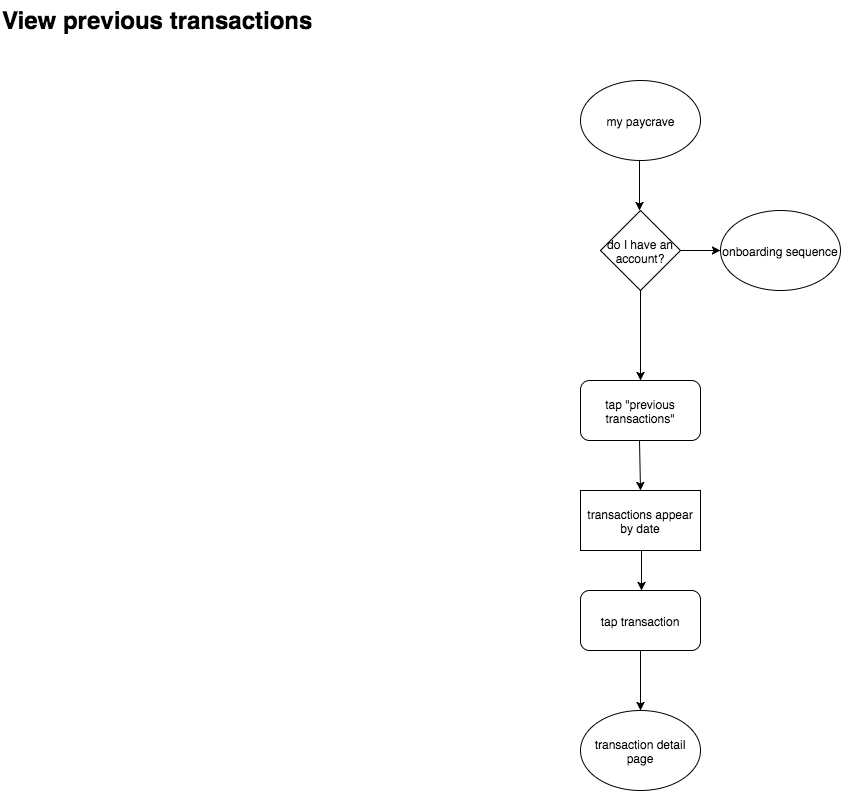 View previous transactions
my paycrave
do I have an
account?
onboarding sequence
tap "previous
transactions"
transactions appear
by date
tap transaction
transaction detail
page